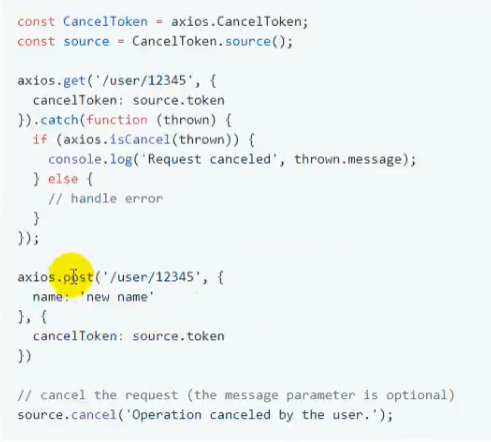 const CancelToken = axios.CancelToken;
const source = CancelToken.source();
axios.get('/user/12345', {
  cancelToken: source.token
}).catch(function (thrown) {
  if (axios.isCancel(thrown)) {
    console.log('Request canceled', thrown.message);
  } else {
    // handle error
  }
});
axios.post('/user/12345', {
  name: 'new name'
}, {
  cancelToken: source.token
})
// cancel the request (the message parameter is optional)
source.cancel('Operation canceled by the user.');